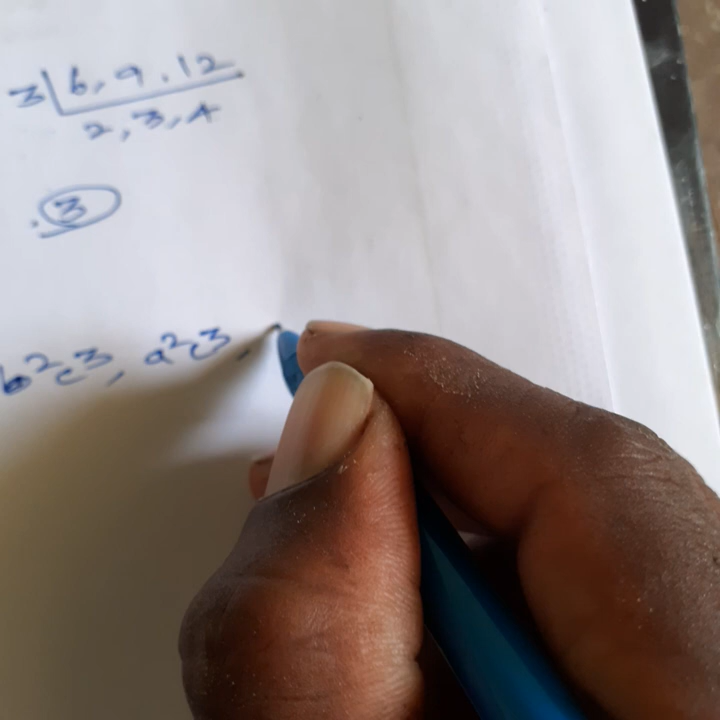 3 6, 9, 12
2, 3, 4
3
b²c³, a²c³,